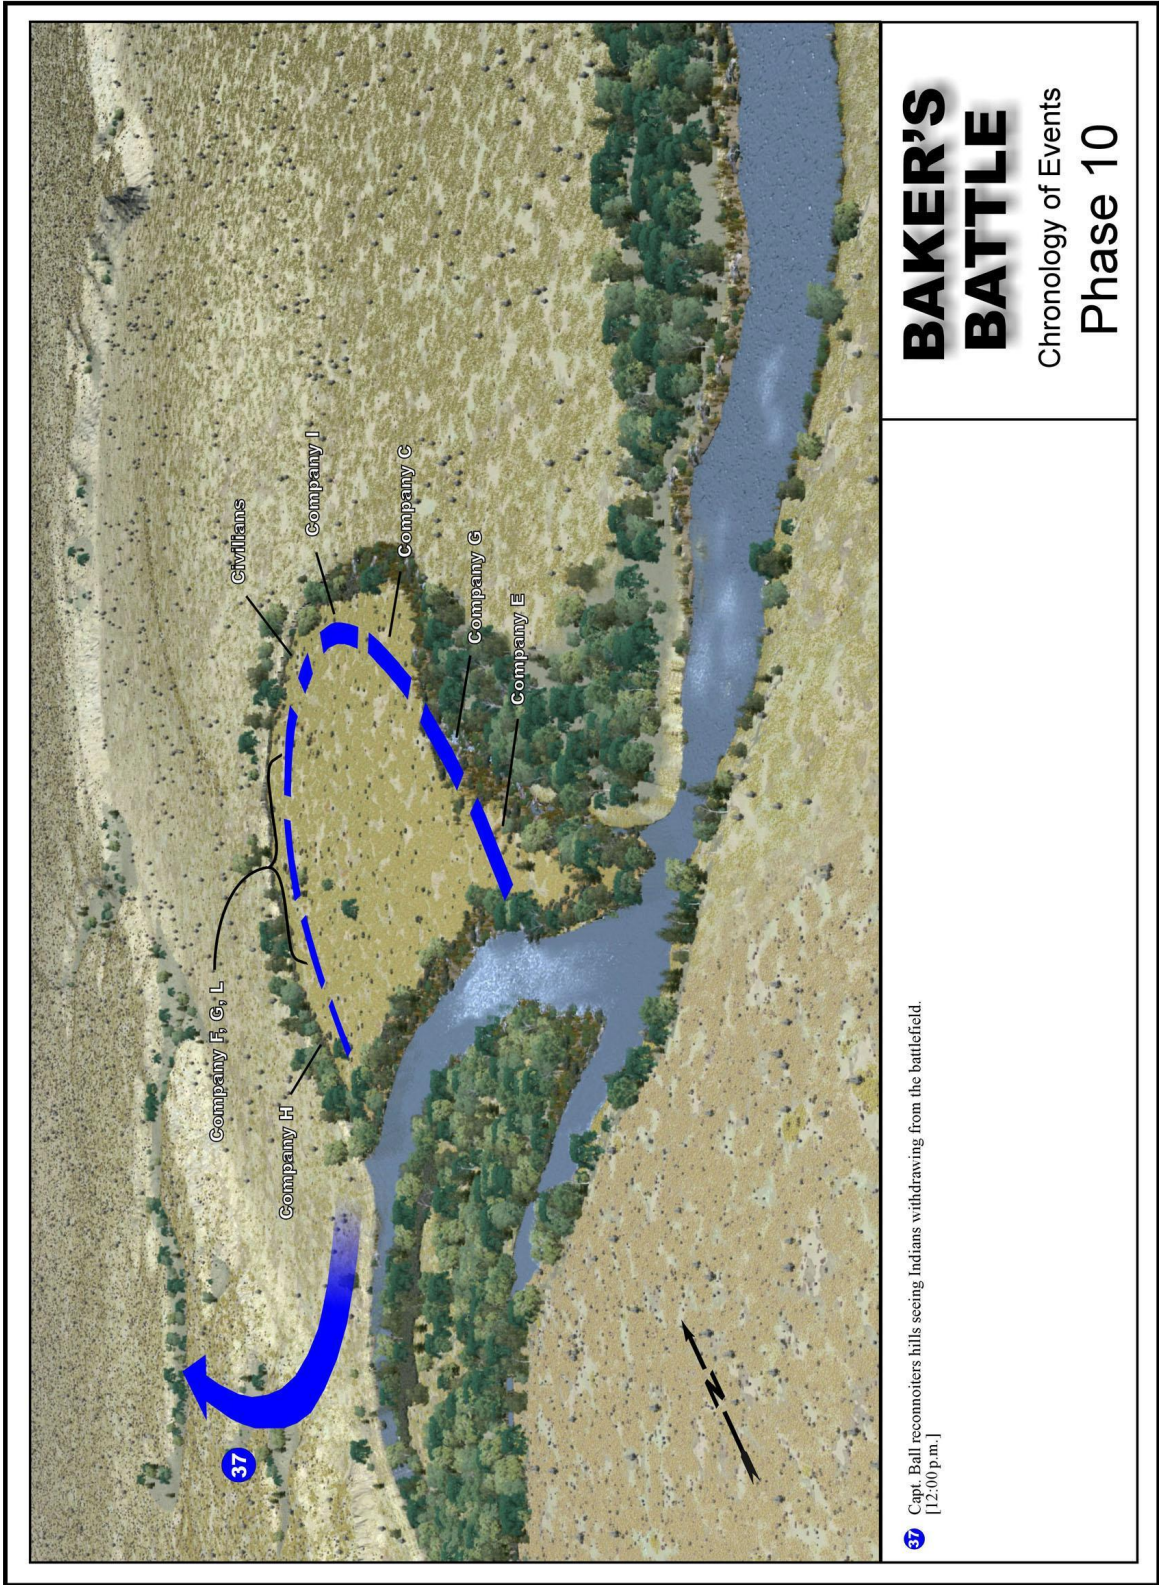 Civilians
Company I
Company C
Company G
Company E
Company F, G, L
Company H
37
37 Capt. Ball reconnoiters hills seeing Indians withdrawing from the battlefield.
[12:00 p.m.]
N
BAKER'S
BATTLE
Chronology of Events
Phase 10